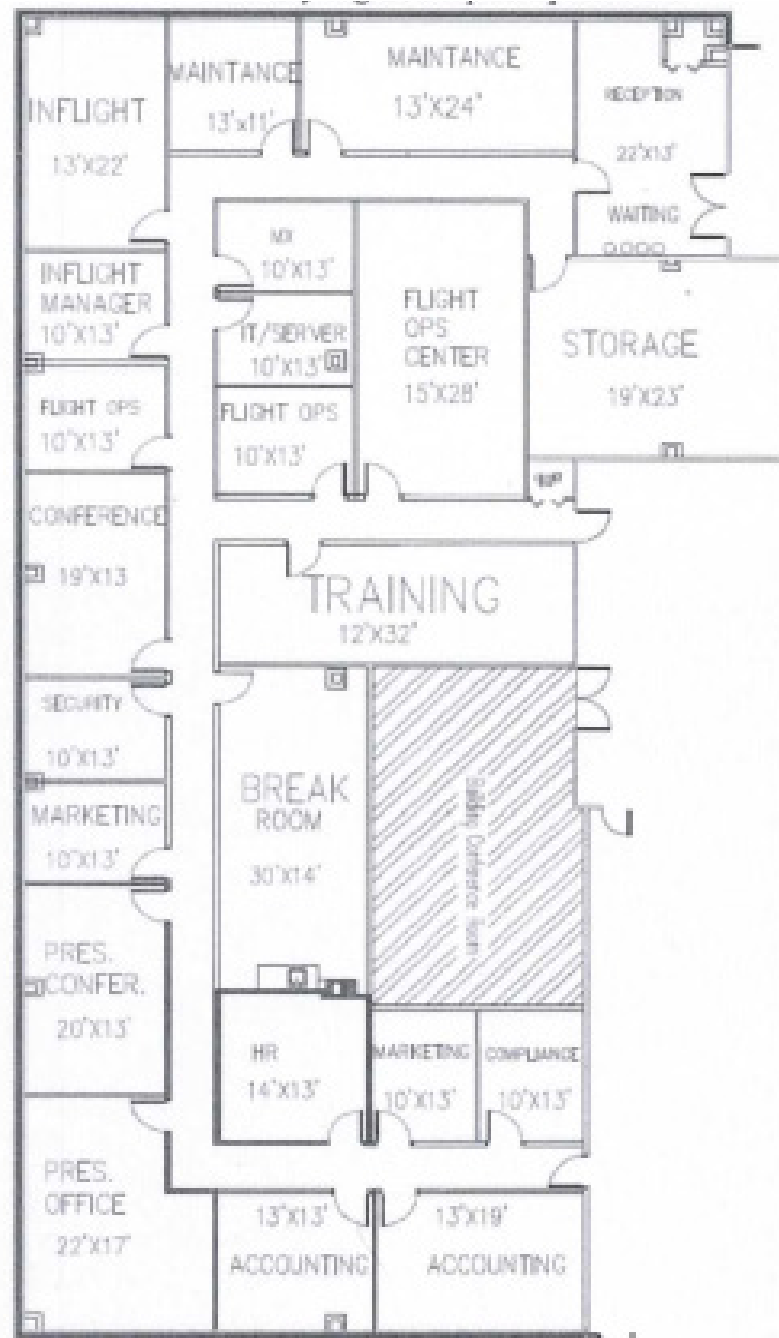 MAINTANCE
13'X11'
MAINTANCE
13'X24'
RECEPTION
22'X13'
WAITING
INFLIGHT
13'X22'
MX
10'X13'
INFLIGHT
MANAGER
10'X13'
IT/SERVER
10'X13'
FLIGHT
OPS
CENTER
15'X28'
STORAGE
19'X23'
FLIGHT OPS
10'X13'
FLIGHT OPS
10'X13'
CONFERENCE
19'X13
TRAINING
12'X32'
SECURITY
10'X13'
MARKETING
10'X13'
BREAK
ROOM
30'X14'
Building Conference Room
PRES.
CONFER.
20'X13'
HR
14'X13'
MARKETING
10'X13'
COMPLIANCE
10'X13'
PRES.
OFFICE
22'X17'
13'X13'
ACCOUNTING
13'X19'
ACCOUNTING